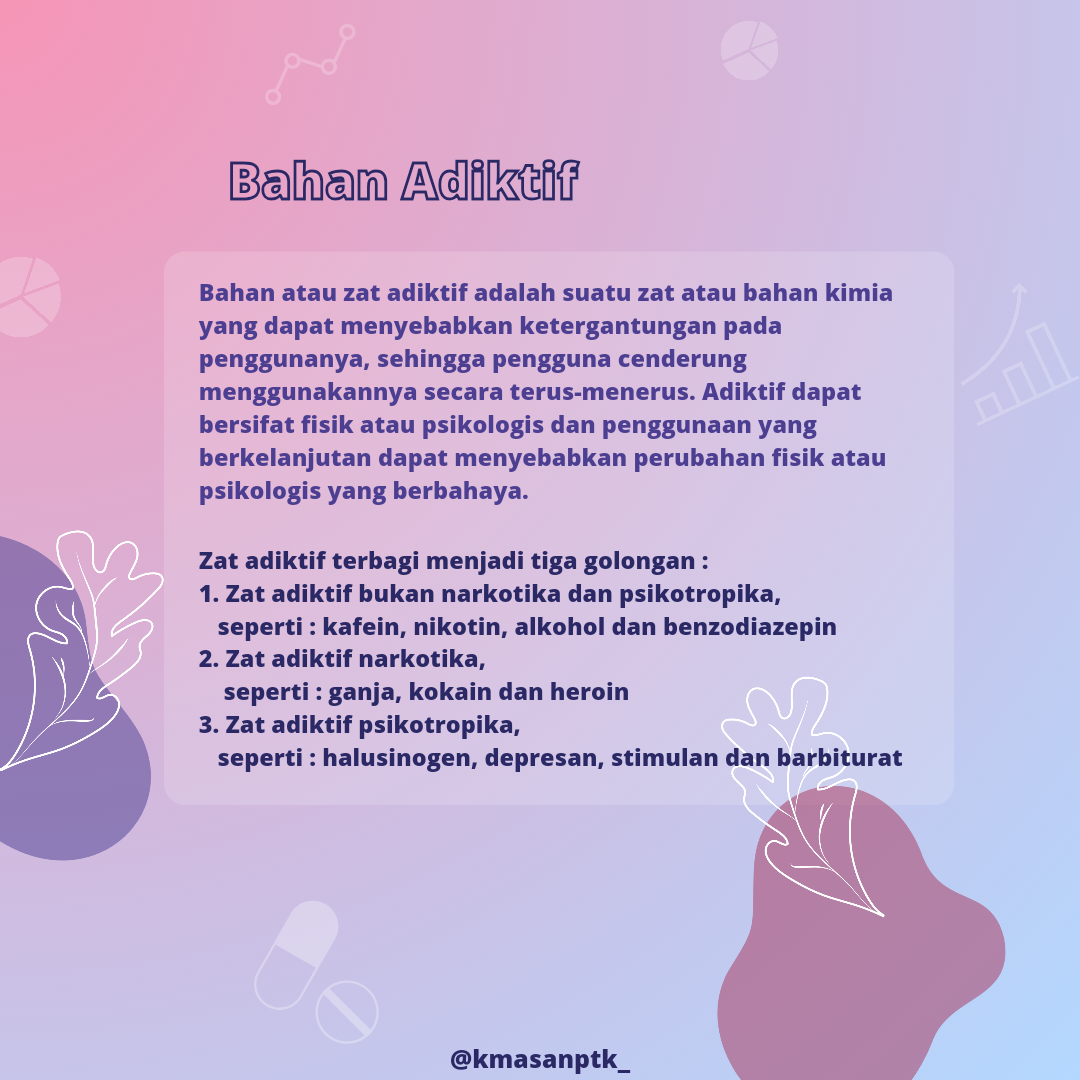 Bahan Adiktif
Bahan atau zat adiktif adalah suatu zat atau bahan kimia
yang dapat menyebabkan ketergantungan pada
penggunanya, sehingga pengguna cenderung
menggunakannya secara terus-menerus. Adiktif dapat
bersifat fisik atau psikologis dan penggunaan yang
berkelanjutan dapat menyebabkan perubahan fisik atau
psikologis yang berbahaya.
Zat adiktif terbagi menjadi tiga golongan :
1. Zat adiktif bukan narkotika dan psikotropika,
seperti : kafein, nikotin, alkohol dan benzodiazepin
2. Zat adiktif narkotika,
seperti : ganja, kokain dan heroin
3. Zat adiktif psikotropika,
seperti : halusinogen, depresan, stimulan dan barbiturat
@kmasanptk_